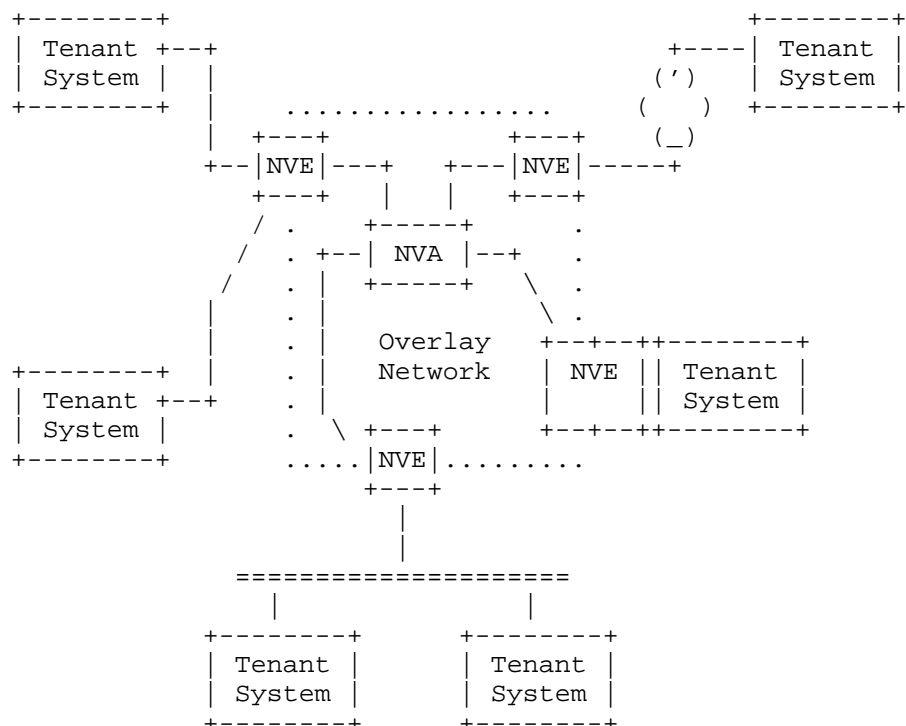 Tenant
System
Tenant
System
NVE
NVE
NVA
Overlay
Network
NVE
Tenant
System
Tenant
System
NVE
Tenant
System
Tenant
System